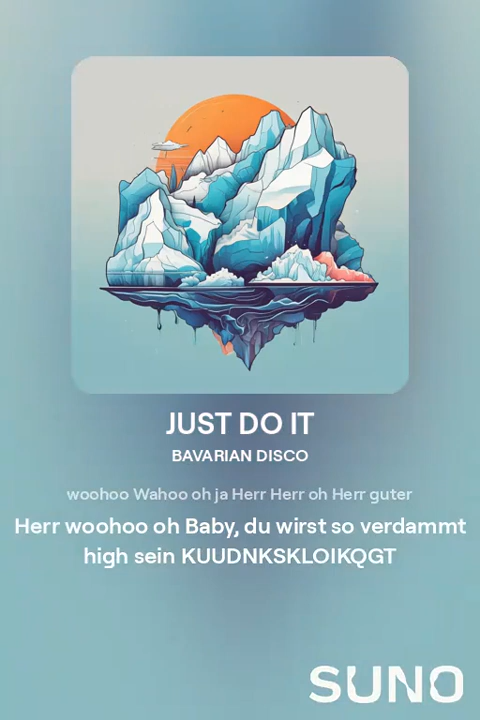 JUST DO IT
BAVARIAN DISCO
woohoo Wahoo oh ja Herr Herr oh Herr guter
Herr woohoo oh Baby, du wirst so verdammt
high sein KUUDNKSKLOIKQGT
SUNO